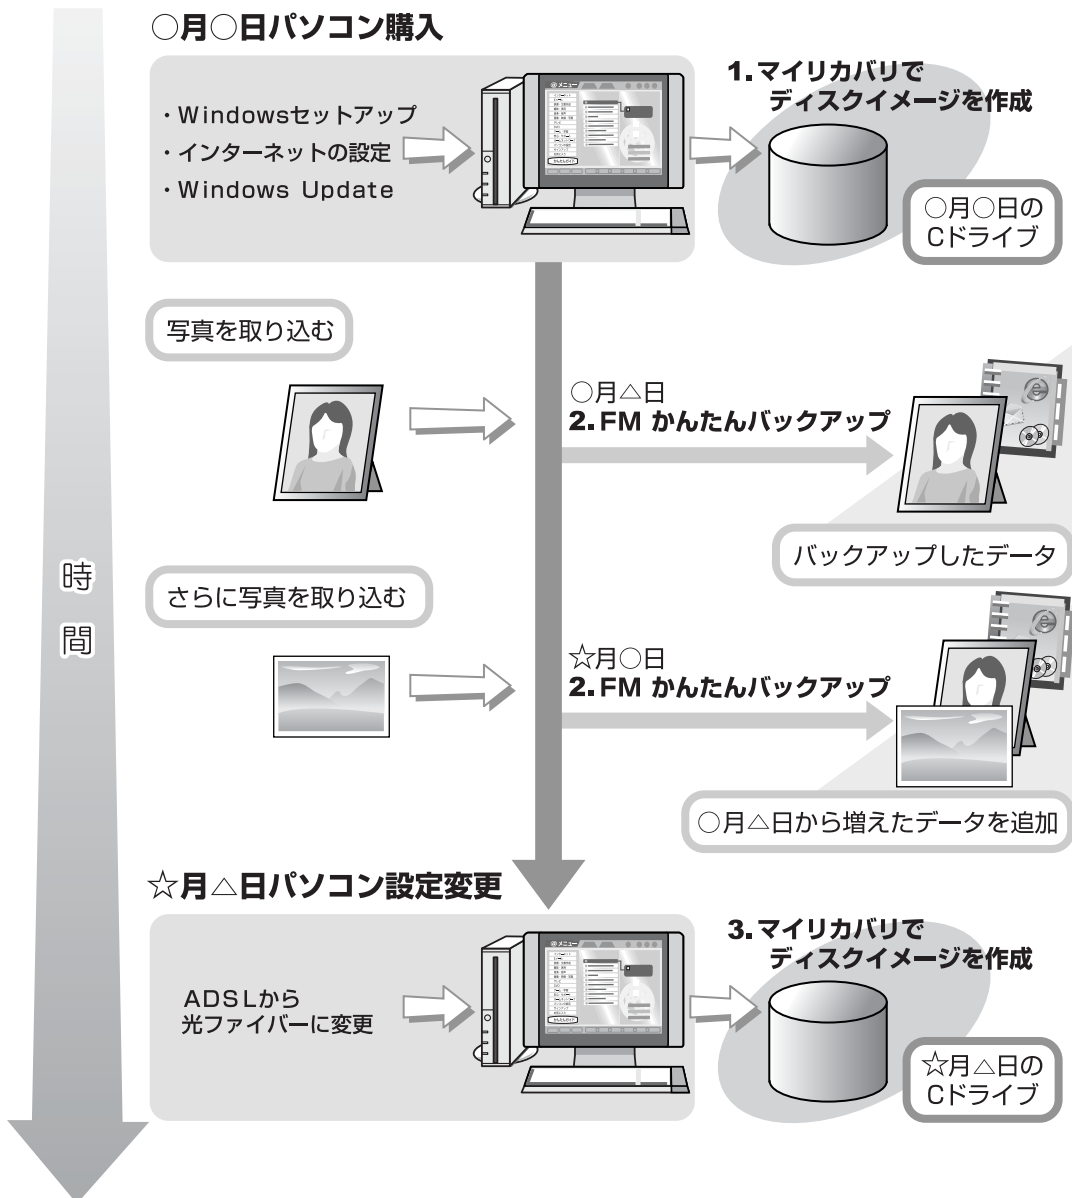 ○月○日パソコン購入
・Windowsセットアップ
・インターネットの設定
・Windows Update
1.マイリカバリで
ディスクイメージを作成
○月○日の
Cドライブ
写真を取り込む
○月△日
2.FM かんたんバックアップ
バックアップしたデータ
時
間
さらに写真を取り込む
☆月○日
2.FM かんたんバックアップ
○月△日から増えたデータを追加
☆月△日パソコン設定変更
ADSLから
光ファイバーに変更
3.マイリカバリで
ディスクイメージを作成
☆月△日の
Cドライブ